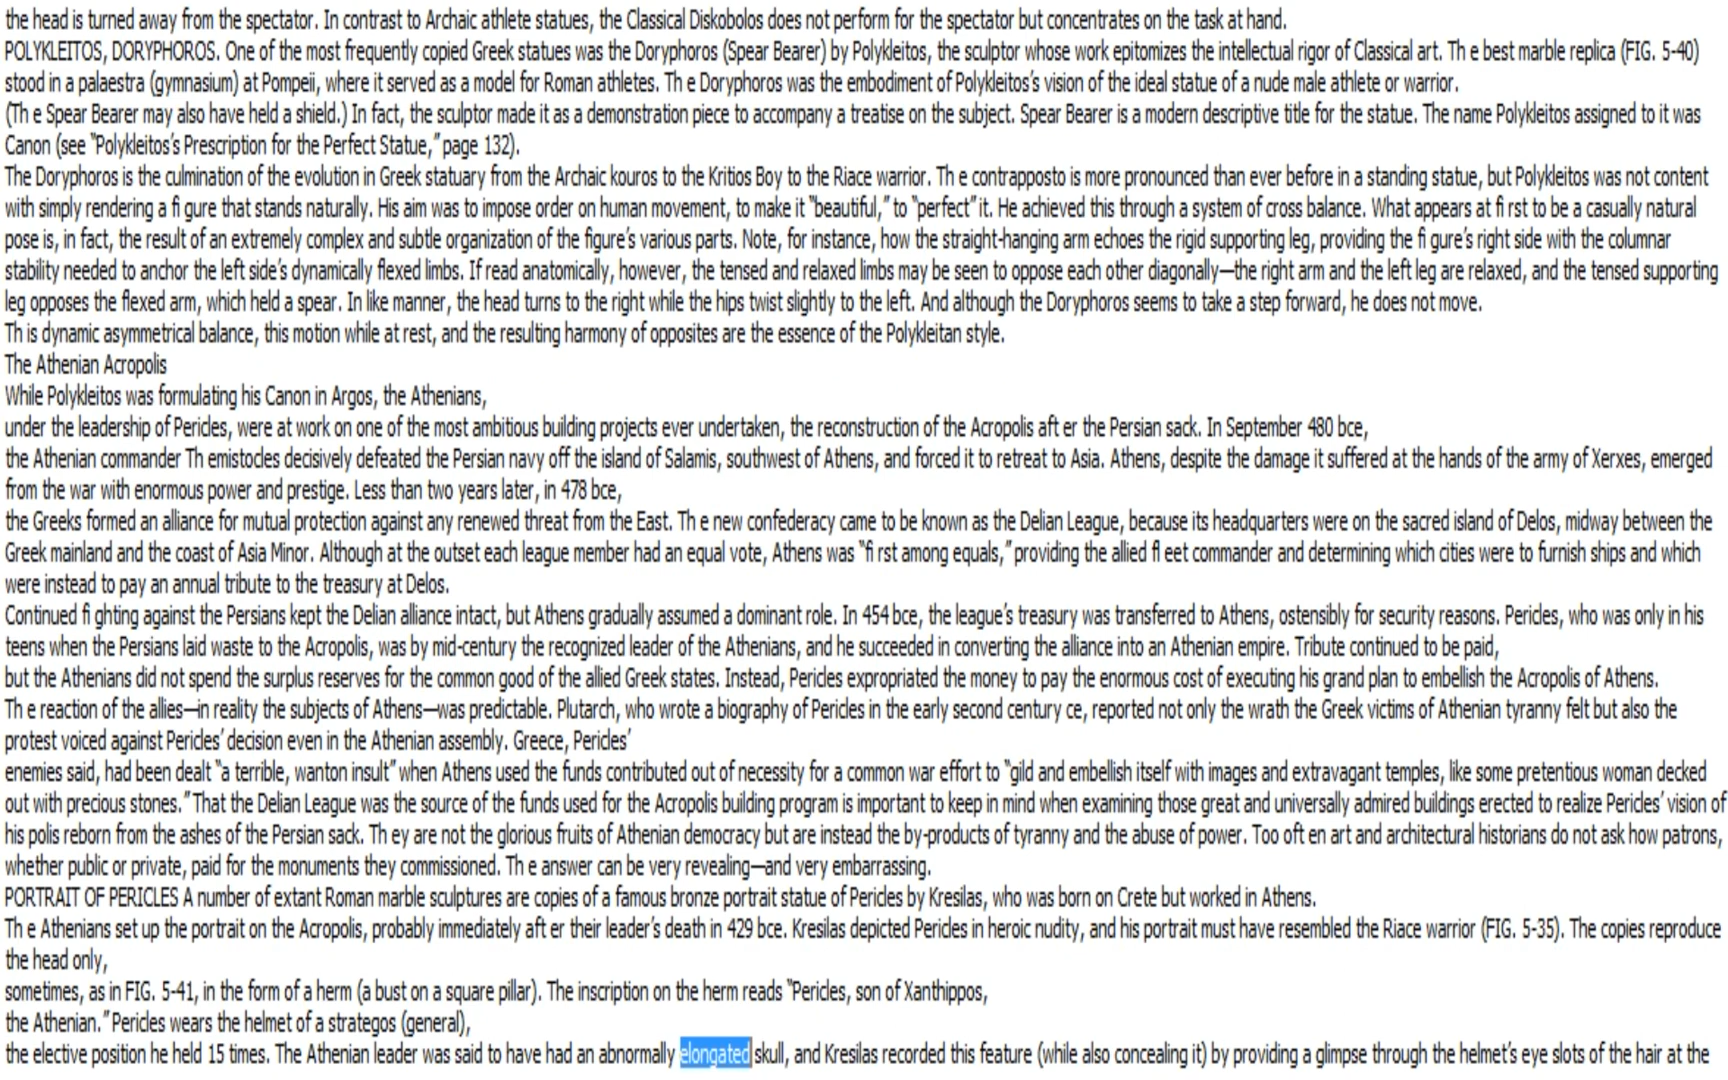 the head is turned away from the spectator. In contrast to Archaic athlete statues, the Classical Diskobolos does not perform for the spectator but concentrates on the task at hand.
POLYKLEITOS, DORYPHOROS. One of the most frequently copied Greek statues was the Doryphoros (Spear Bearer) by Polykleitos, the sculptor whose work epitomizes the intellectual rigor of Classical art. Th e best marble replica (FIG. 5-40)
stood in a palaestra (gymnasium) at Pompeii, where it served as a model for Roman athletes. Th e Doryphoros was the embodiment of Polykleitos’s vision of the ideal statue of a nude male athlete or warrior.
(Th e Spear Bearer may also have held a shield.) In fact, the sculptor made it as a demonstration piece to accompany a treatise on the subject. Spear Bearer is a modern descriptive title for the statue. The name Polykleitos assigned to it was
Canon (see “Polykleitos’s Prescription for the Perfect Statue,” page 132).
The Doryphoros is the culmination of the evolution in Greek statuary from the Archaic kouros to the Kritios Boy to the Riace warrior. Th e contrapposto is more pronounced than ever before in a standing statue, but Polykleitos was not content
with simply rendering a fi gure that stands naturally. His aim was to impose order on human movement, to make it “beautiful,” to “perfect” it. He achieved this through a system of cross balance. What appears at fi rst to be a casually natural
pose is, in fact, the result of an extremely complex and subtle organization of the figure’s various parts. Note, for instance, how the straight-hanging arm echoes the rigid supporting leg, providing the fi gure’s right side with the columnar
stability needed to anchor the left side’s dynamically flexed limbs. If read anatomically, however, the tensed and relaxed limbs may be seen to oppose each other diagonally—the right arm and the left leg are relaxed, and the tensed supporting
leg opposes the flexed arm, which held a spear. In like manner, the head turns to the right while the hips twist slightly to the left. And although the Doryphoros seems to take a step forward, he does not move.
Th is dynamic asymmetrical balance, this motion while at rest, and the resulting harmony of opposites are the essence of the Polykleitan style.
The Athenian Acropolis
While Polykleitos was formulating his Canon in Argos, the Athenians,
under the leadership of Pericles, were at work on one of the most ambitious building projects ever undertaken, the reconstruction of the Acropolis aft er the Persian sack. In September 480 bce,
the Athenian commander Th emistocles decisively defeated the Persian navy off the island of Salamis, southwest of Athens, and forced it to retreat to Asia. Athens, despite the damage it suffered at the hands of the army of Xerxes, emerged
from the war with enormous power and prestige. Less than two years later, in 478 bce,
the Greeks formed an alliance for mutual protection against any renewed threat from the East. Th e new confederacy came to be known as the Delian League, because its headquarters were on the sacred island of Delos, midway between the
Greek mainland and the coast of Asia Minor. Although at the outset each league member had an equal vote, Athens was “fi rst among equals,” providing the allied fl eet commander and determining which cities were to furnish ships and which
were instead to pay an annual tribute to the treasury at Delos.
Continued fi ghting against the Persians kept the Delian alliance intact, but Athens gradually assumed a dominant role. In 454 bce, the league’s treasury was transferred to Athens, ostensibly for security reasons. Pericles, who was only in his
teens when the Persians laid waste to the Acropolis, was by mid-century the recognized leader of the Athenians, and he succeeded in converting the alliance into an Athenian empire. Tribute continued to be paid,
but the Athenians did not spend the surplus reserves for the common good of the allied Greek states. Instead, Pericles expropriated the money to pay the enormous cost of executing his grand plan to embellish the Acropolis of Athens.
Th e reaction of the allies—in reality the subjects of Athens—was predictable. Plutarch, who wrote a biography of Pericles in the early second century ce, reported not only the wrath the Greek victims of Athenian tyranny felt but also the
protest voiced against Pericles’ decision even in the Athenian assembly. Greece, Pericles’
enemies said, had been dealt “a terrible, wanton insult” when Athens used the funds contributed out of necessity for a common war effort to “gild and embellish itself with images and extravagant temples, like some pretentious woman decked
out with precious stones.” That the Delian League was the source of the funds used for the Acropolis building program is important to keep in mind when examining those great and universally admired buildings erected to realize Pericles’ vision of
his polis reborn from the ashes of the Persian sack. Th ey are not the glorious fruits of Athenian democracy but are instead the by-products of tyranny and the abuse of power. Too oft en art and architectural historians do not ask how patrons,
whether public or private, paid for the monuments they commissioned. Th e answer can be very revealing—and very embarrassing.
PORTRAIT OF PERICLES A number of extant Roman marble sculptures are copies of a famous bronze portrait statue of Pericles by Kresilas, who was born on Crete but worked in Athens.
Th e Athenians set up the portrait on the Acropolis, probably immediately aft er their leader’s death in 429 bce. Kresilas depicted Pericles in heroic nudity, and his portrait must have resembled the Riace warrior (FIG. 5-35). The copies reproduce
the head only,
sometimes, as in FIG. 5-41, in the form of a herm (a bust on a square pillar). The inscription on the herm reads “Pericles, son of Xanthippos,
the Athenian.” Pericles wears the helmet of a strategos (general),
the elective position he held 15 times. The Athenian leader was said to have had an abnormally elongated skull, and Kresilas recorded this feature (while also concealing it) by providing a glimpse through the helmet’s eye slots of the hair at the